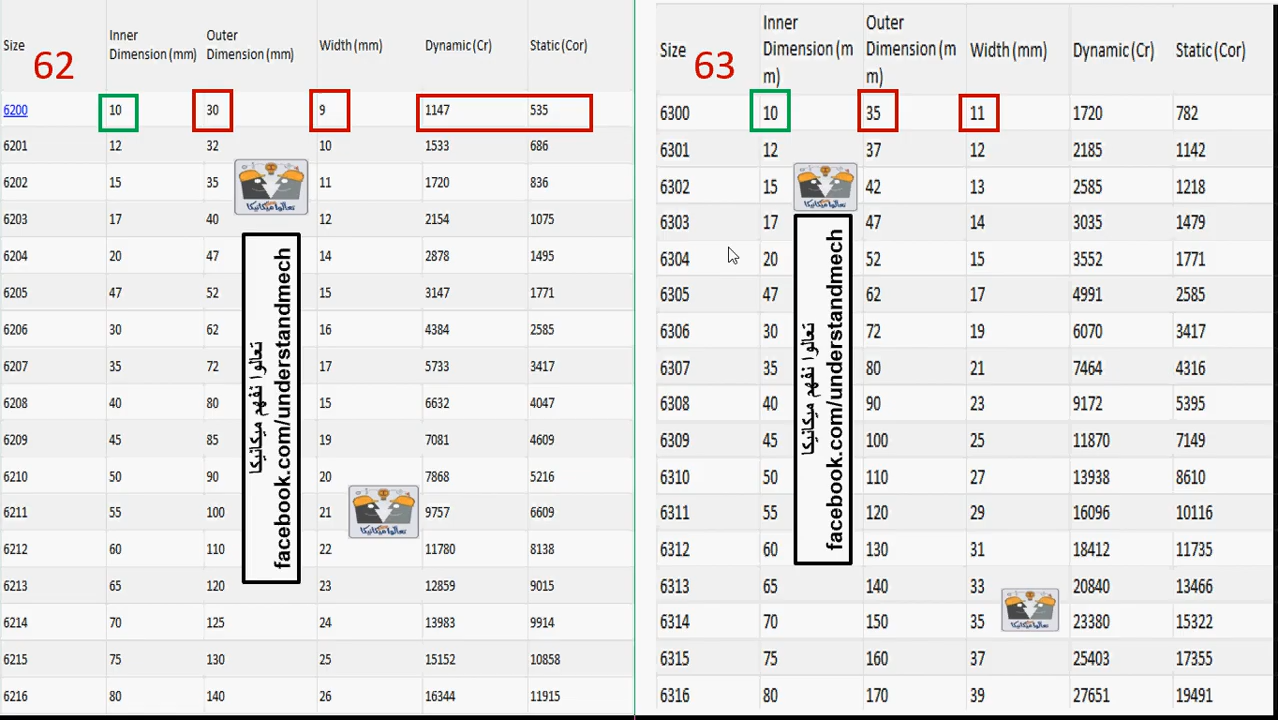 62
Size Inner Dimension (mm) Outer Dimension (mm) Width (mm) Dynamic (Cr) Static (Cor)
6200 10 30 9 1147 535
6201 12 32 10 1533 686
6202 15 35 11 1720 836
6203 17 40 12 2154 1075
6204 20 47 14 2878 1495
6205 47 52 15 3147 1771
6206 30 62 16 4384 2585
6207 35 72 17 5733 3417
6208 40 80 15 6632 4047
6209 45 85 19 7081 4609
6210 50 90 20 7868 5216
6211 55 100 21 9757 6609
6212 60 110 22 11780 8138
6213 65 120 23 12859 9015
6214 70 125 24 13983 9914
6215 75 130 25 15152 10858
6216 80 140 26 16344 11915
تعالوا نفهم ميكانيكا
facebook.com/understandmech
تعالوا ميكانيكا
تعالوا ميكانيكا
63
Size Inner Dimension (m m) Outer Dimension (m m) Width (mm) Dynamic (Cr) Static (Cor)
6300 10 35 11 1720 782
6301 12 37 12 2185 1142
6302 15 42 13 2585 1218
6303 17 47 14 3035 1479
6304 20 52 15 3552 1771
6305 47 62 17 4991 2585
6306 30 72 19 6070 3417
6307 35 80 21 7464 4316
6308 40 90 23 9172 5395
6309 45 100 25 11870 7149
6310 50 110 27 13938 8610
6311 55 120 29 16096 10116
6312 60 130 31 18412 11735
6313 65 140 33 20840 13466
6314 70 150 35 23380 15322
6315 75 160 37 25403 17355
6316 80 170 39 27651 19491
تعالوا نفهم ميكانيكا
facebook.com/understandmech
تعالوا ميكانيكا
تعالوا ميكانيكا